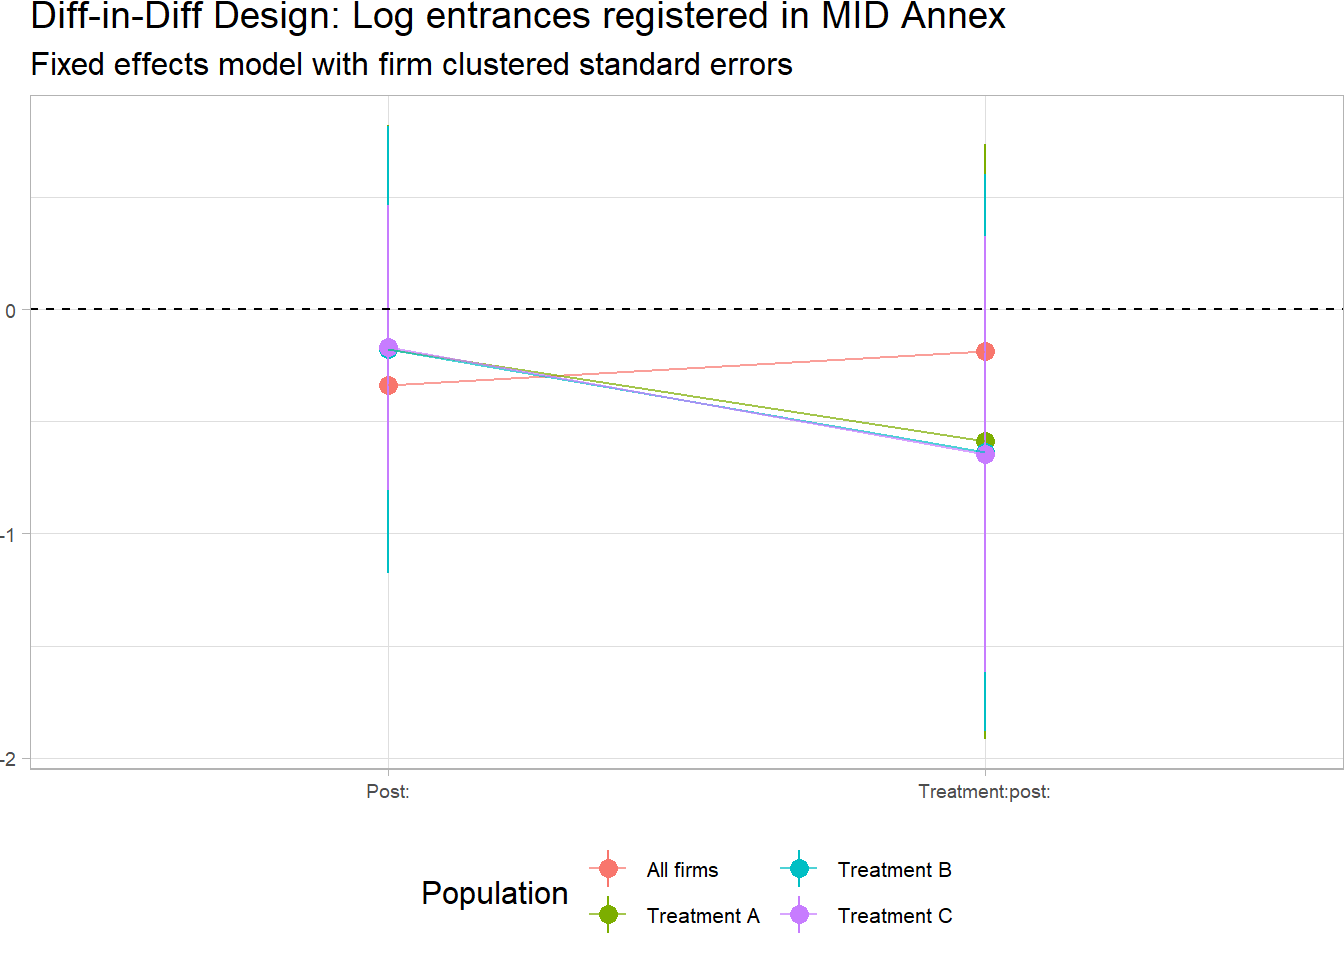 Diff-in-Diff Design: Log entrances registered in MID Annex
Fixed effects model with firm clustered standard errors
0
-1
-2
Post:
Treatment:post:
Population
All firms
Treatment A
Treatment B
Treatment C